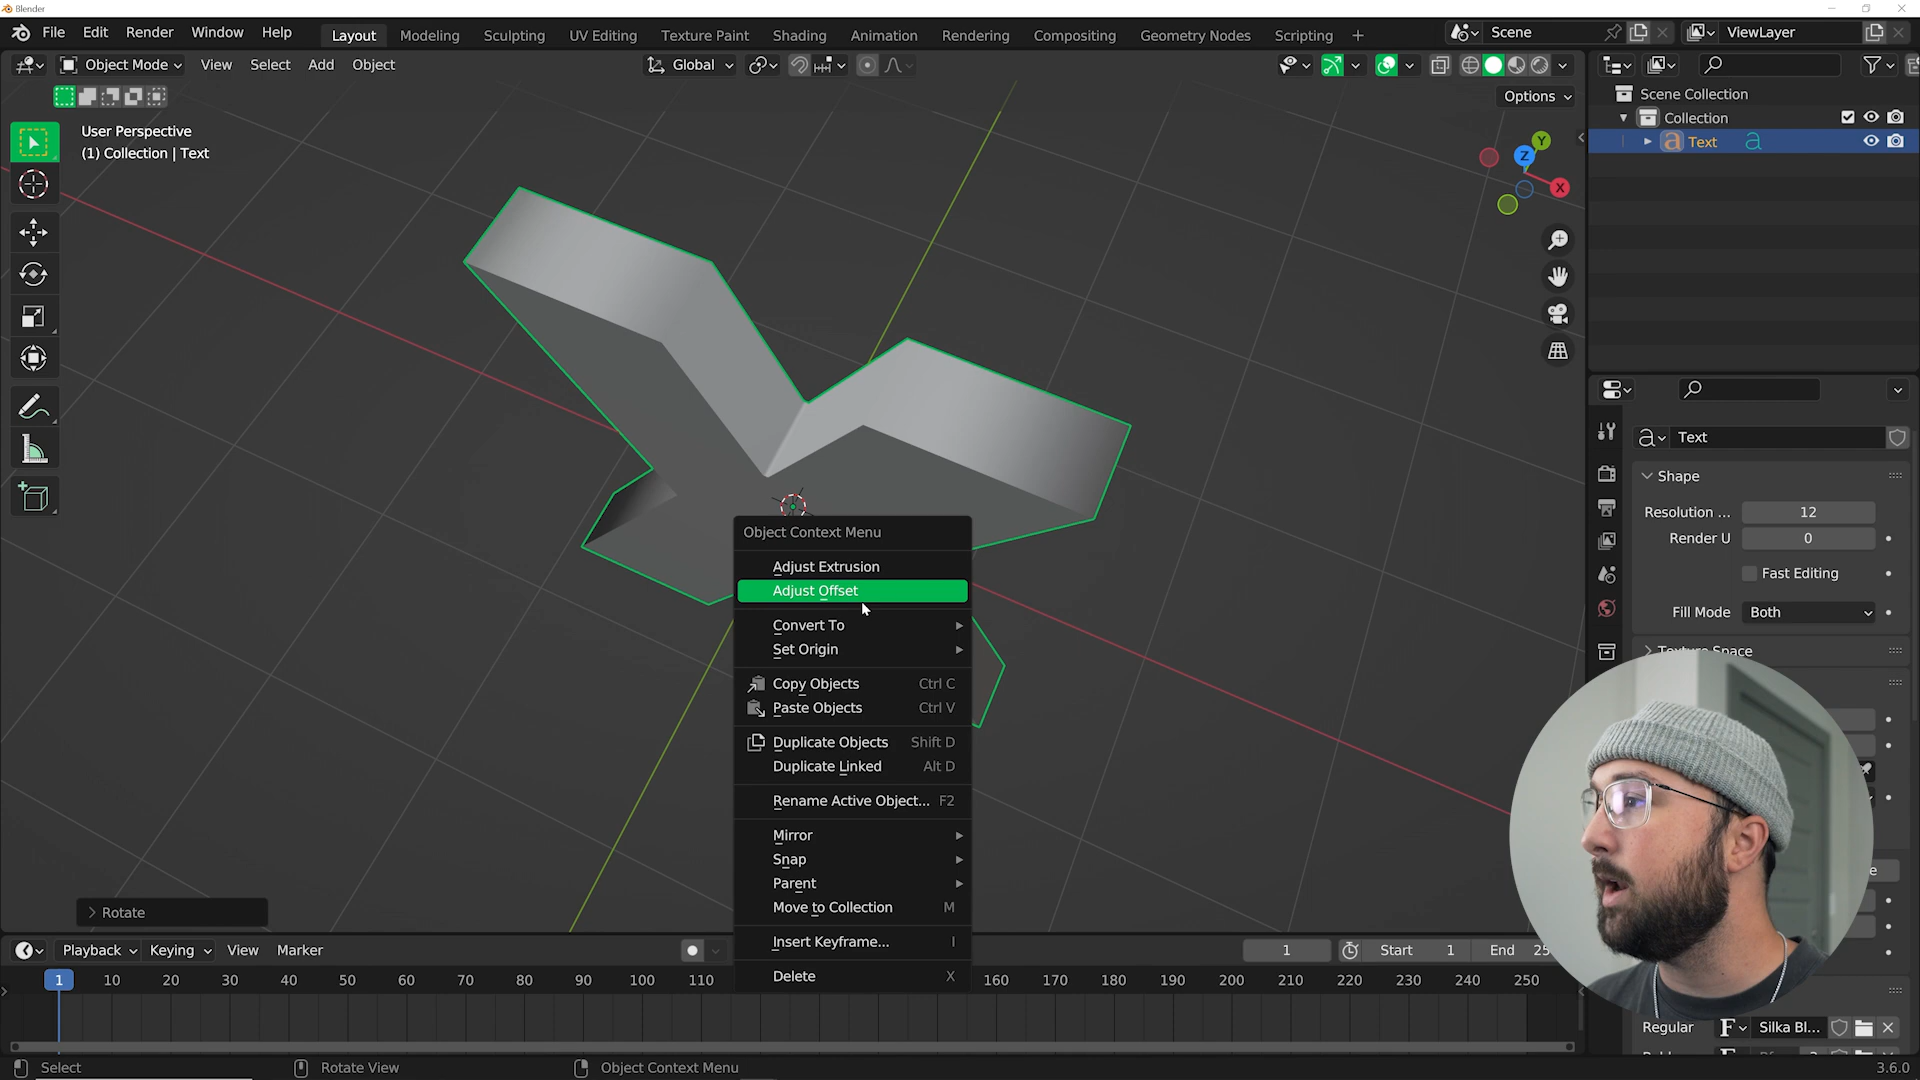 Blender
File Edit Render Window Help Layout Modeling Sculpting UV Editing Texture Paint Shading Animation Rendering Compositing Geometry Nodes Scripting + Scene ViewLayer
Object Mode View Select Add Object Global
Options
User Perspective
(1) Collection | Text
Y
Z
X
Scene Collection
Collection
Text
Text
Shape
Resolution ... 12
Render U 0
Fast Editing
Fill Mode Both
Texture Space
Object Context Menu
Adjust Extrusion
Adjust Offset
Convert To
Set Origin
Copy Objects Ctrl C
Paste Objects Ctrl V
Duplicate Objects Shift D
Duplicate Linked Alt D
Rename Active Object... F2
Mirror
Snap
Parent
Move to Collection M
Insert Keyframe... I
Delete X
Rotate
Playback Keying View Marker 1 Start 1 End 25
1 10 20 30 40 50 60 70 80 90 100 110 160 170 180 190 200 210 220 230 240 250
Regular Silka Bl...
Select Rotate View Object Context Menu 3.6.0